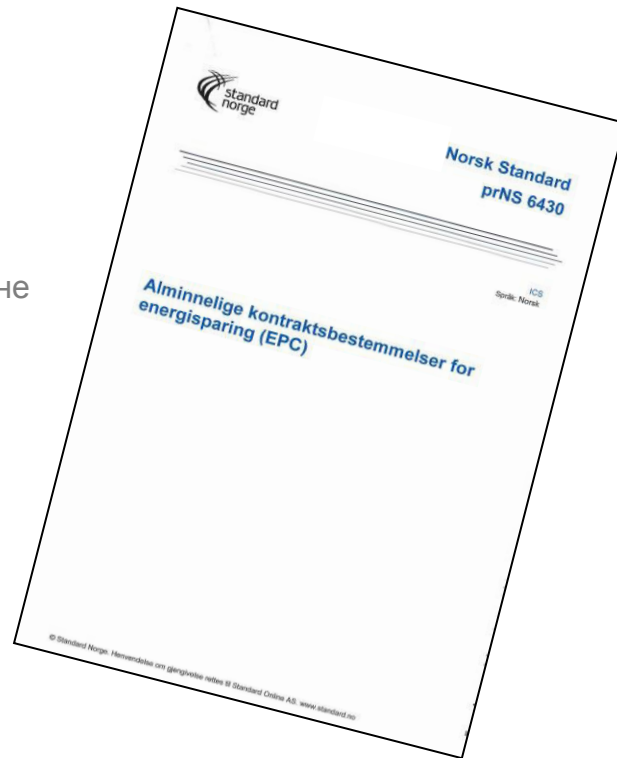 standard
norge
Norsk Standard
prNS 6430
не
ICS
Språk: Norsk
Alminnelige kontraktsbestemmelser for
energisparing (EPC)
© Standard Norge. Henvendelse om gjengivelse rettes til Standard Online AS. www.standard.no